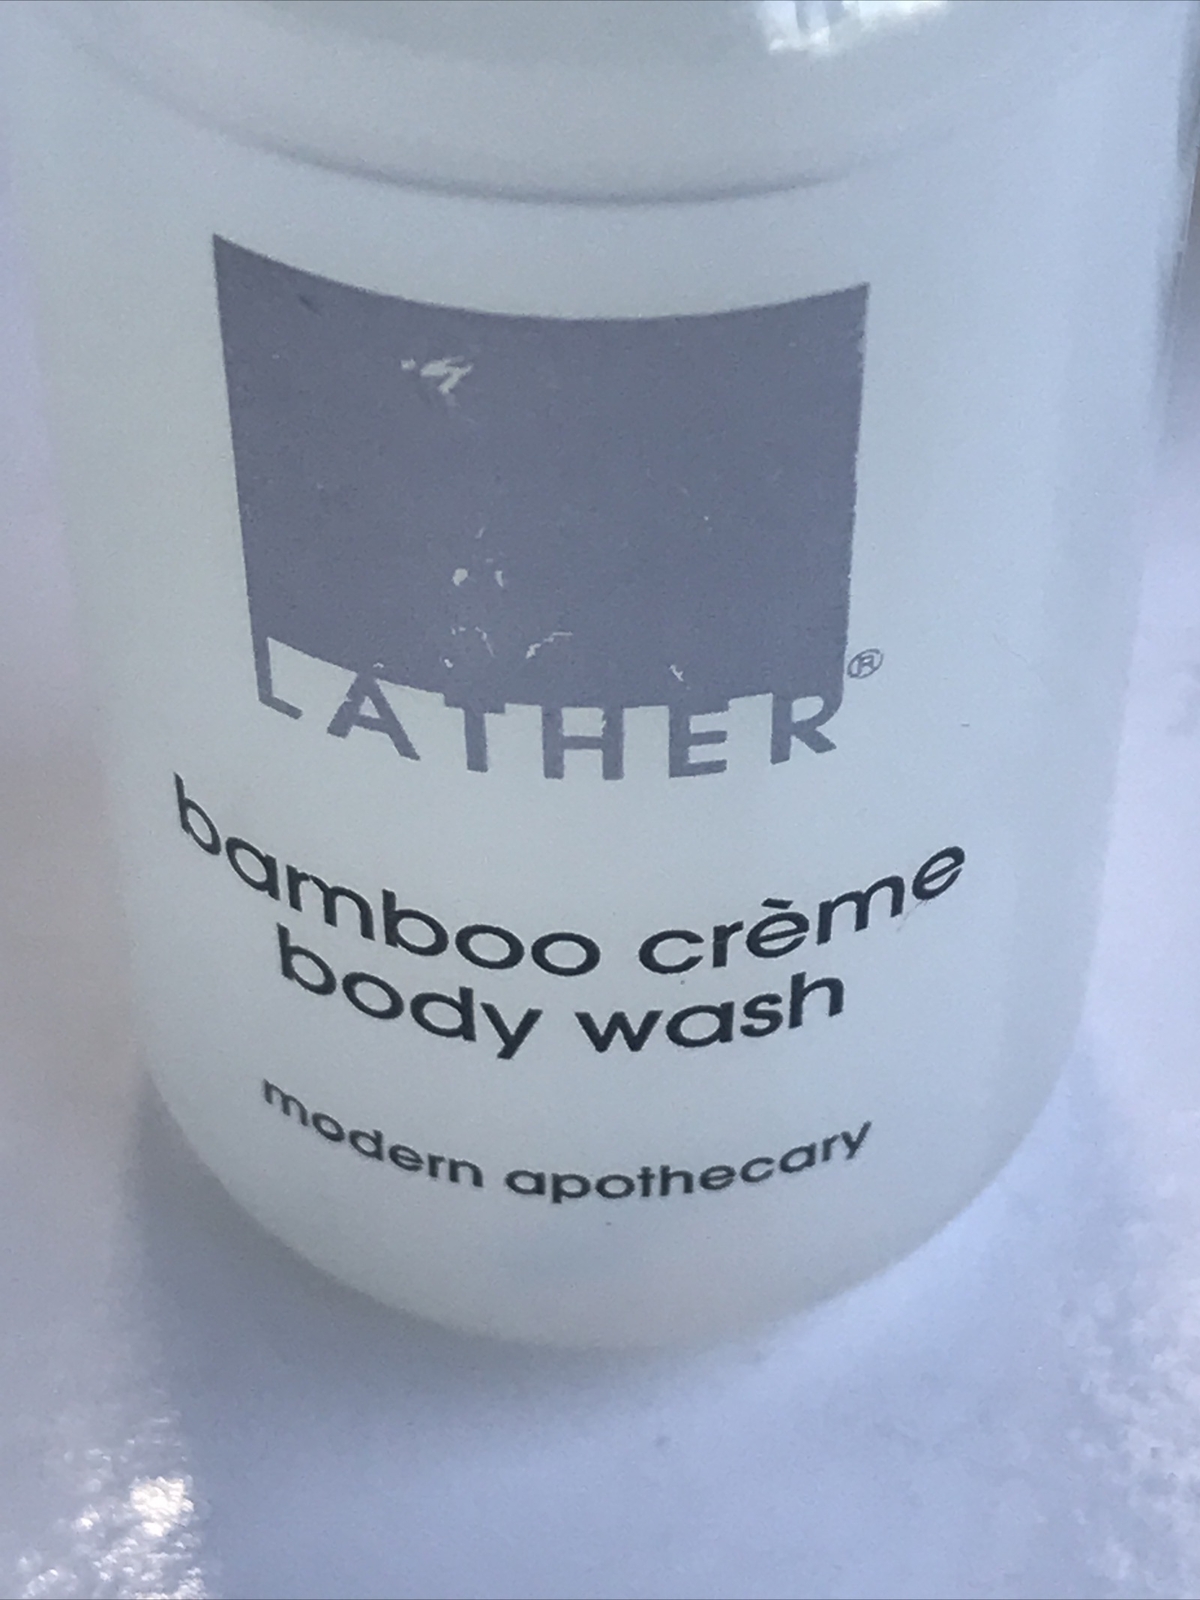 LATHER®
bamboo crème
body wash
modern apothecary